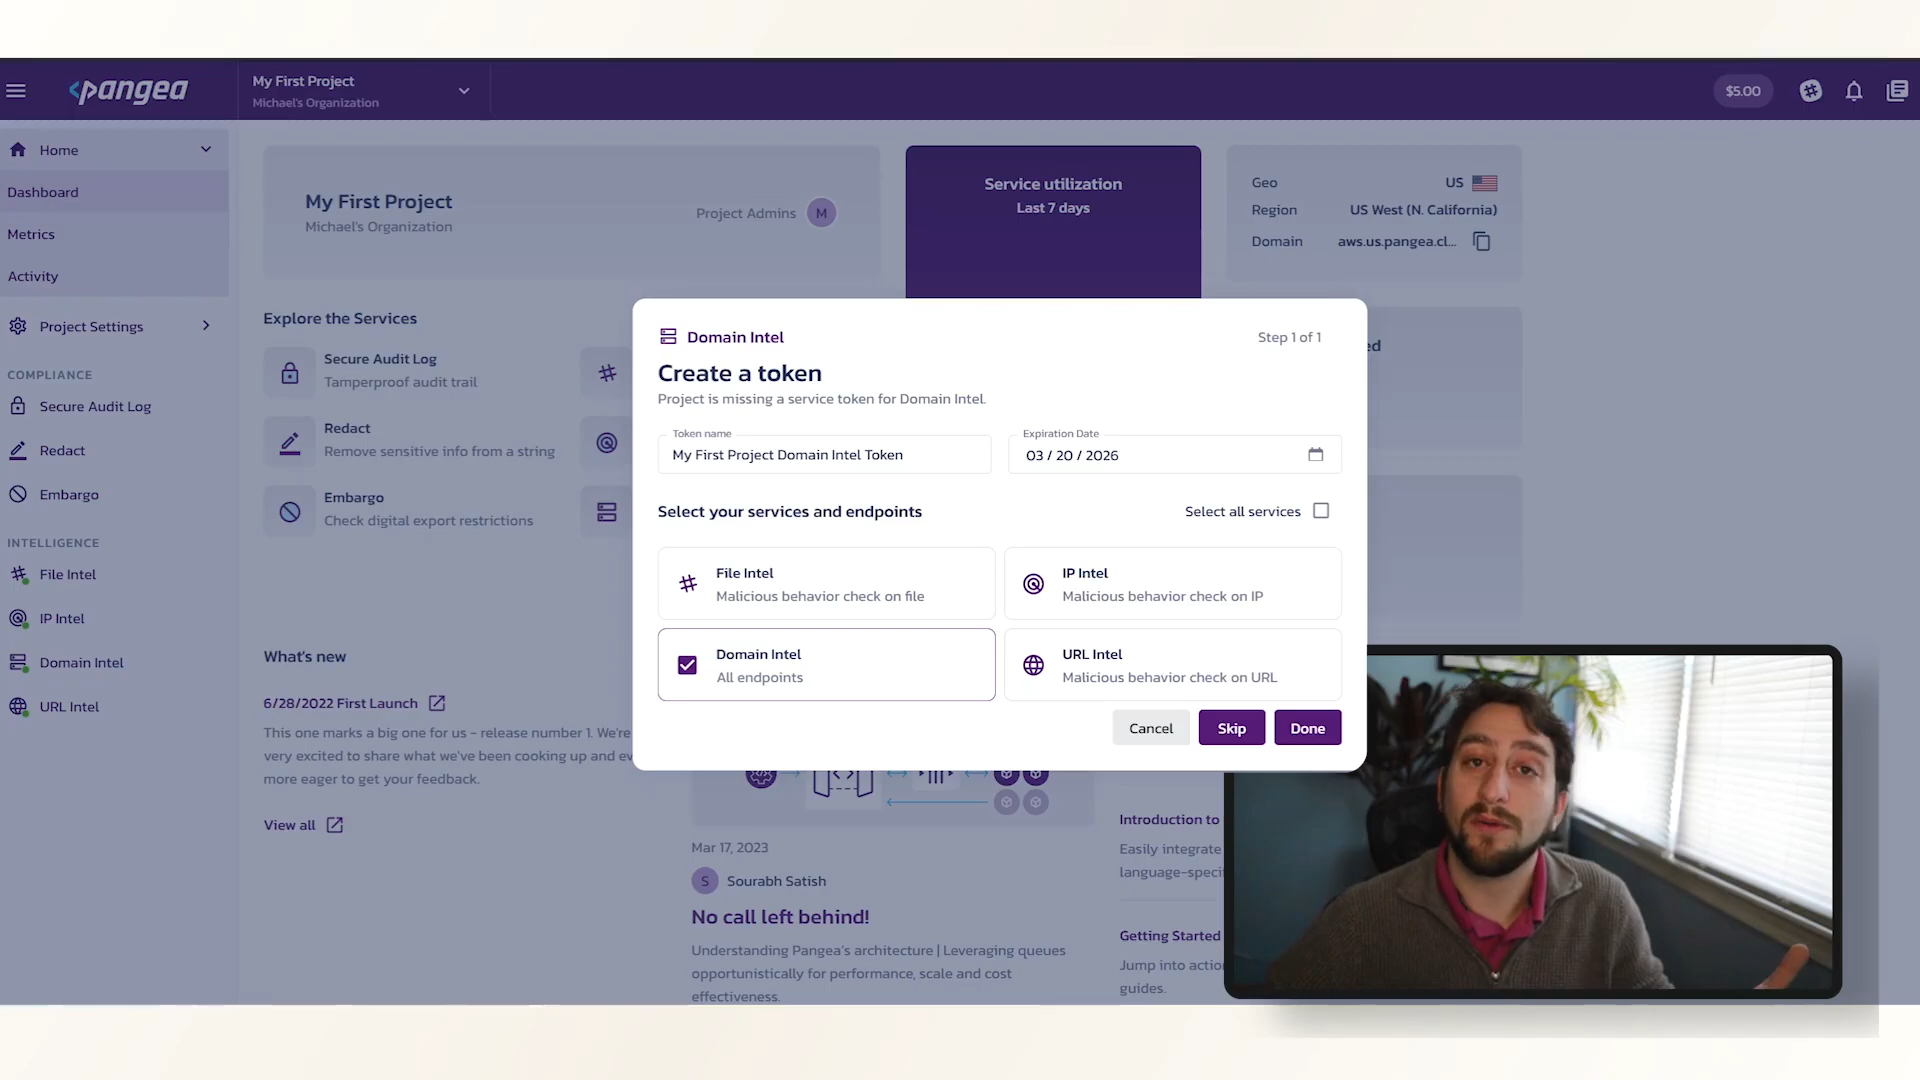 pangea
My First Project
Michael's Organization
$5.00
Home
Dashboard
Metrics
Activity
Project Settings
COMPLIANCE
Secure Audit Log
Redact
Embargo
INTELLIGENCE
File Intel
IP Intel
Domain Intel
URL Intel
My First Project
Michael's Organization
Project Admins M
Service utilization
Last 7 days
Geo US
Region US West (N. California)
Domain aws.us.pangea.cl...
Explore the Services
Secure Audit Log
Tamperproof audit trail
Redact
Remove sensitive info from a string
Embargo
Check digital export restrictions
What's new
6/28/2022 First Launch
This one marks a big one for us - release number 1. We're
very excited to share what we've been cooking up and ev
more eager to get your feedback.
View all
Domain Intel
Step 1 of 1
Create a token
Project is missing a service token for Domain Intel.
Token name
My First Project Domain Intel Token
Expiration Date
03 / 20 / 2026
Select your services and endpoints
Select all services
File Intel
Malicious behavior check on file
IP Intel
Malicious behavior check on IP
Domain Intel
All endpoints
URL Intel
Malicious behavior check on URL
Cancel
Skip
Done
ed
Mar 17, 2023
S Sourabh Satish
No call left behind!
Understanding Pangea's architecture | Leveraging queues
opportunistically for performance, scale and cost
effectiveness.
Introduction to
Easily integrate
language-speci
Getting Started
Jump into actio
guides.